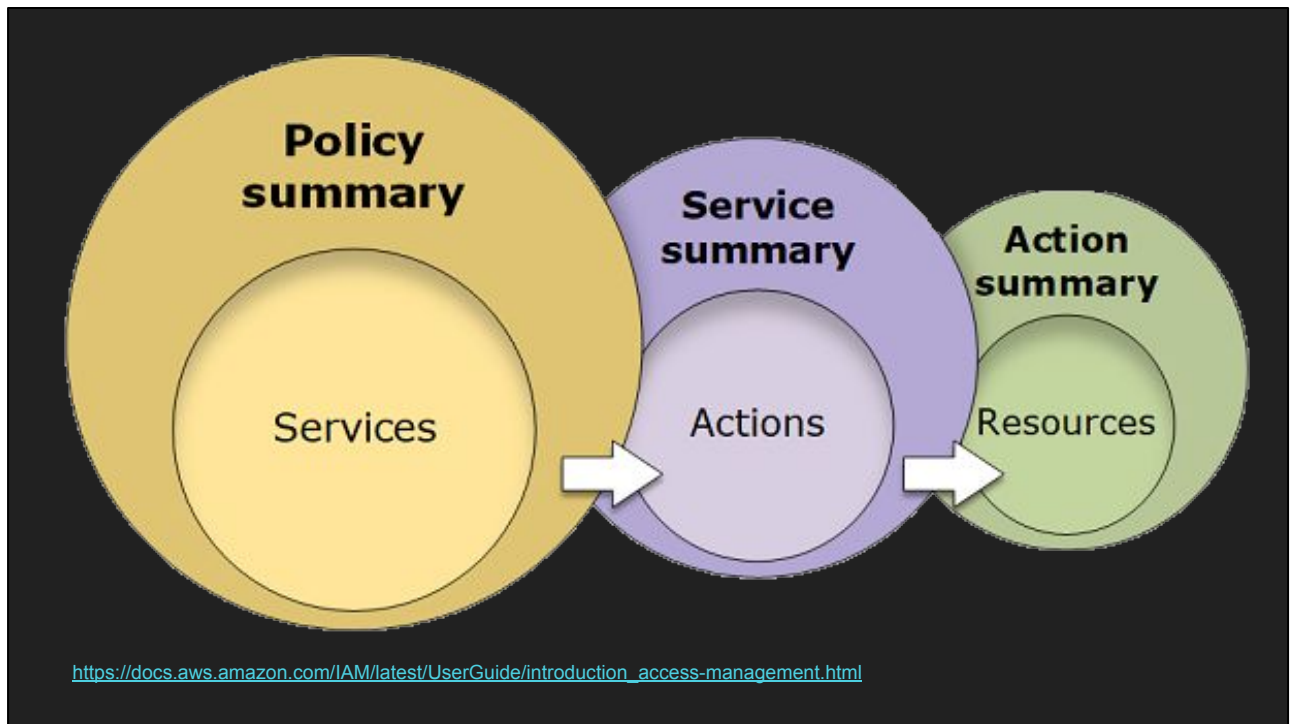 Policy
summary
Services
Service
summary
Actions
Action
summary
Resources
https://docs.aws.amazon.com/IAM/latest/UserGuide/introduction_access-management.html